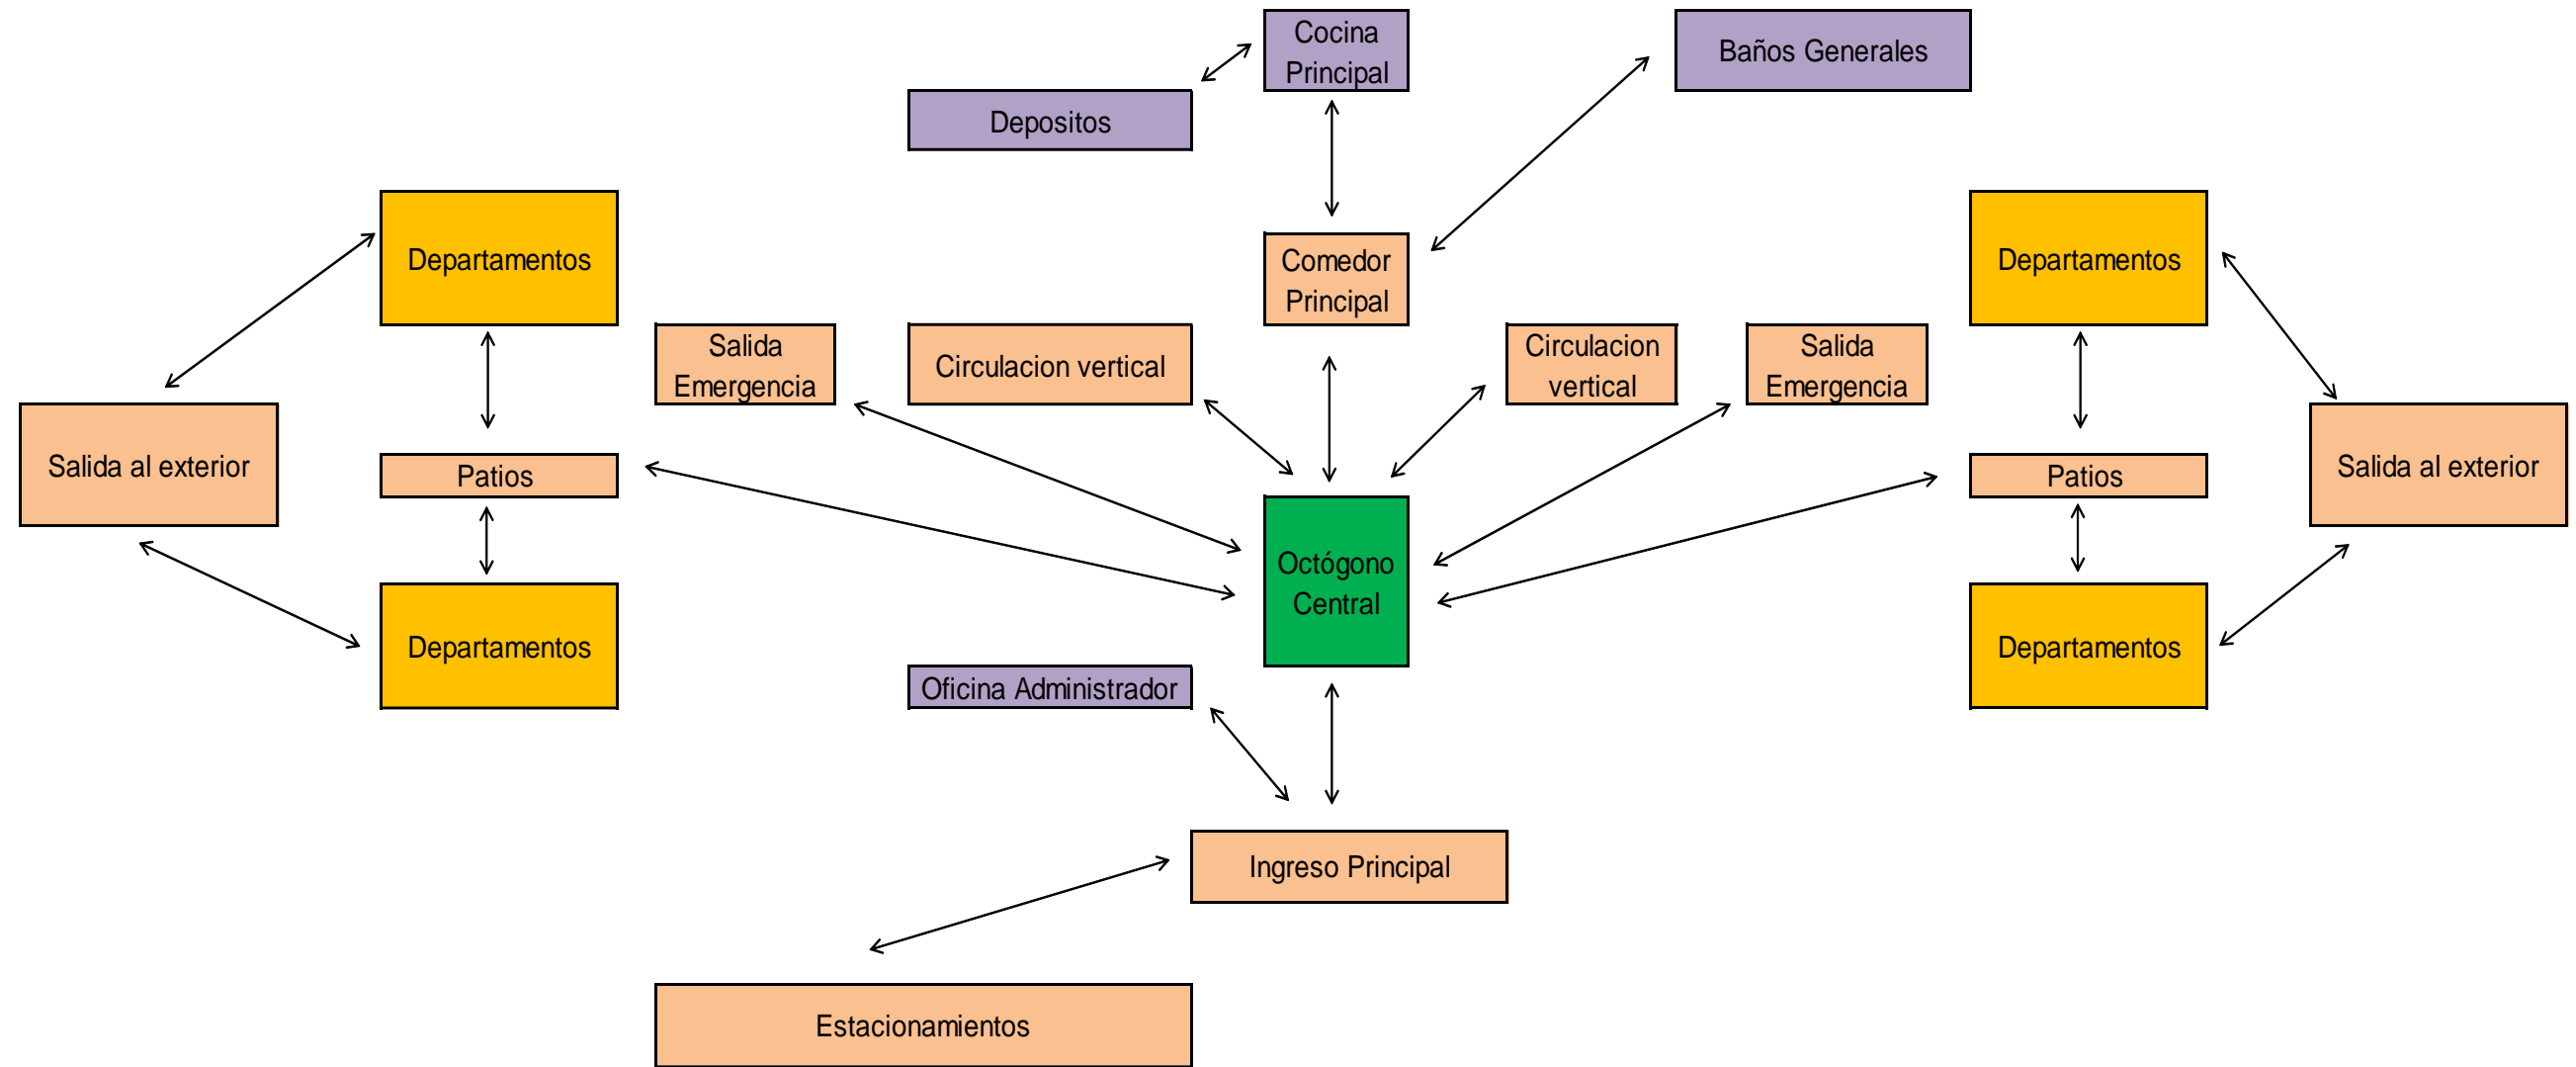 Cocina
Principal
Baños Generales
Depositos
Departamentos
Comedor
Principal
Departamentos
Salida
Emergencia
Circulacion vertical
Circulacion
vertical
Salida
Emergencia
Salida al exterior
Patios
Patios
Salida al exterior
Octógono
Central
Departamentos
Departamentos
Oficina Administrador
Ingreso Principal
Estacionamientos